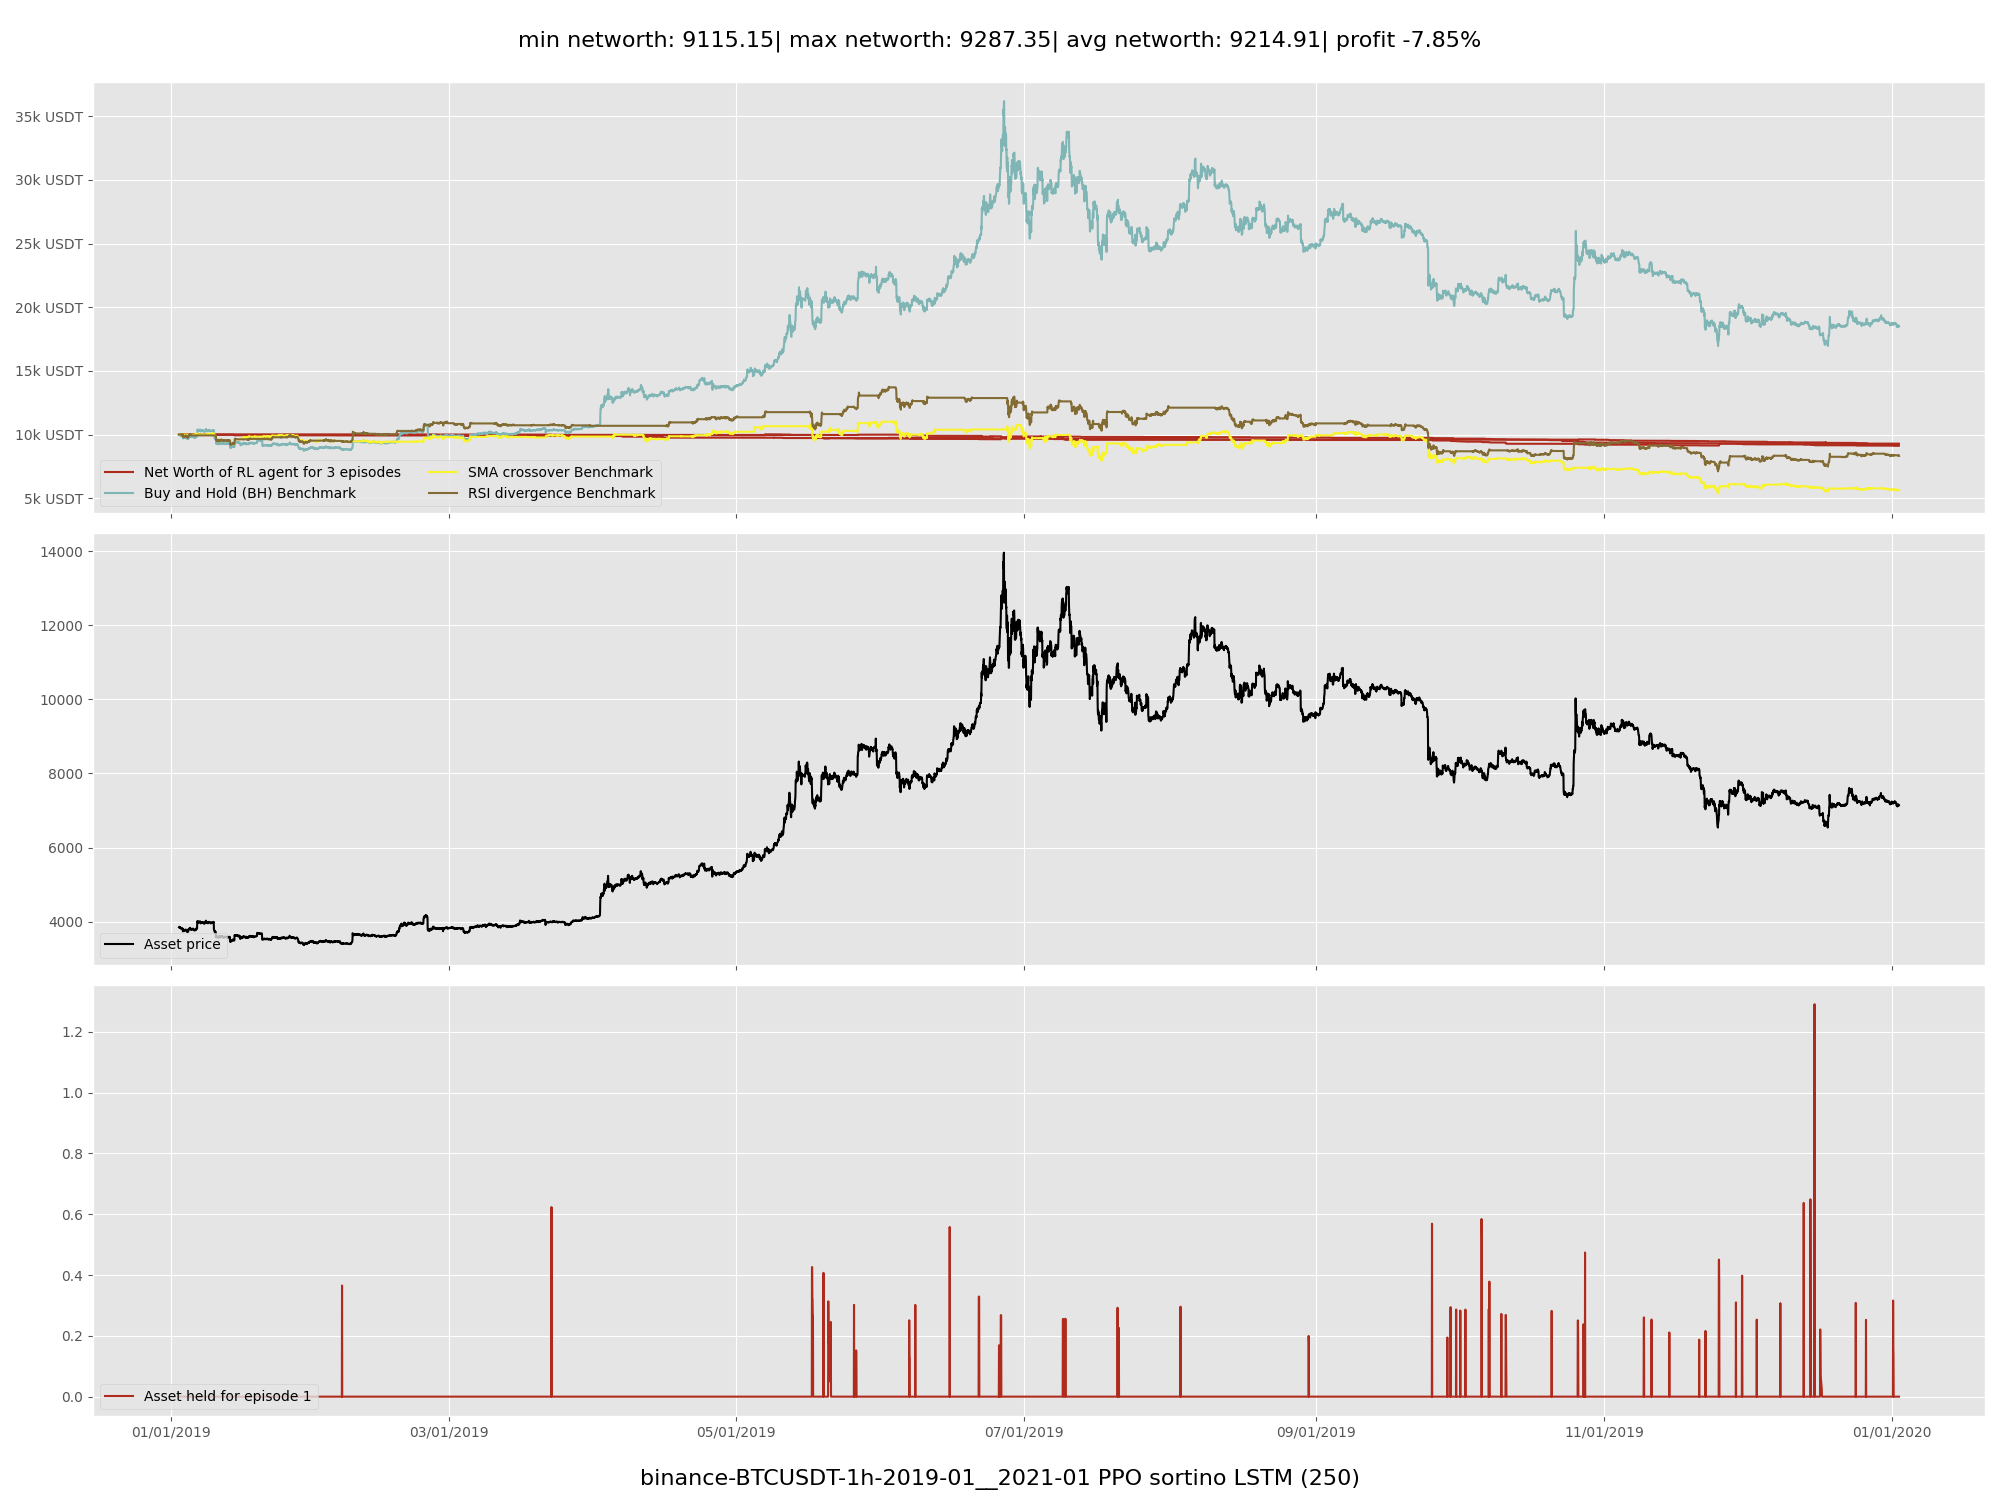 min networth: 9115.15| max networth: 9287.35| avg networth: 9214.91| profit -7.85%
35k USDT
30k USDT
25k USDT
20k USDT
15k USDT
10k USDT
5k USDT
Net Worth of RL agent for 3 episodes
Buy and Hold (BH) Benchmark
SMA crossover Benchmark
RSI divergence Benchmark
14000
12000
10000
8000
6000
4000
Asset price
1.2
1.0
0.8
0.6
0.4
0.2
0.0
Asset held for episode 1
01/01/2019 03/01/2019 05/01/2019 07/01/2019 09/01/2019 11/01/2019 01/01/2020
binance-BTCUSDT-1h-2019-01__2021-01 PPO sortino LSTM (250)